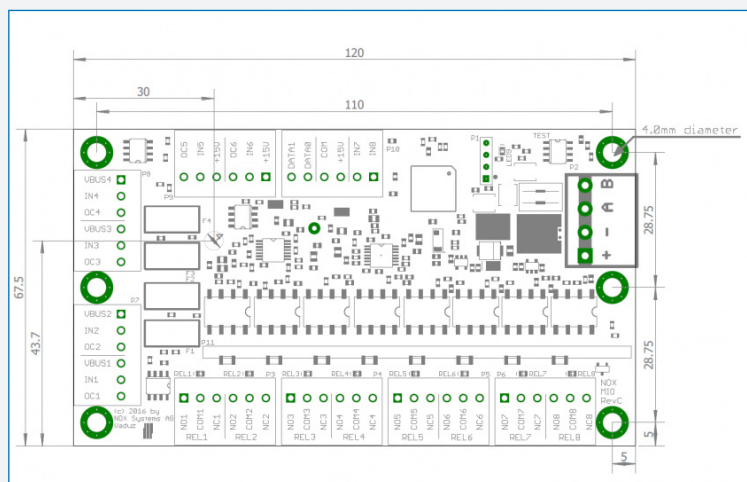 120
30
110
4.0mm diameter
OC5 IN5 +15V OC6 IN6 +15V
DATA1 DATA0 COM +15V IN7 IN8
P10
P1
LED9
TEST
P2
P8
P9
VBUS4
IN4
OC4
VBUS3
IN3
OC3
F4
B
A
-
+
28.75
67.5
43.7
P7
VBUS2
IN2
OC2
VBUS1
IN1
OC1
F1
P11
28.75
REL1 REL2 P3 REL3 REL4 P4 REL5 REL6 P5 P6 REL7 REL8
NO1 COM1 NC1 NO2 COM2 NC2
NO3 COM3 NC3 NO4 COM4 NC4
NO5 COM5 NC5 NO6 COM6 NC6
NO7 COM7 NC7 NO8 COM8 NC8
REL1 REL2 REL3 REL4 REL5 REL6 REL7 REL8
NOX
MIO
RevC
(c) 2016 by
NOX Systems AG
Vaduz
5
5